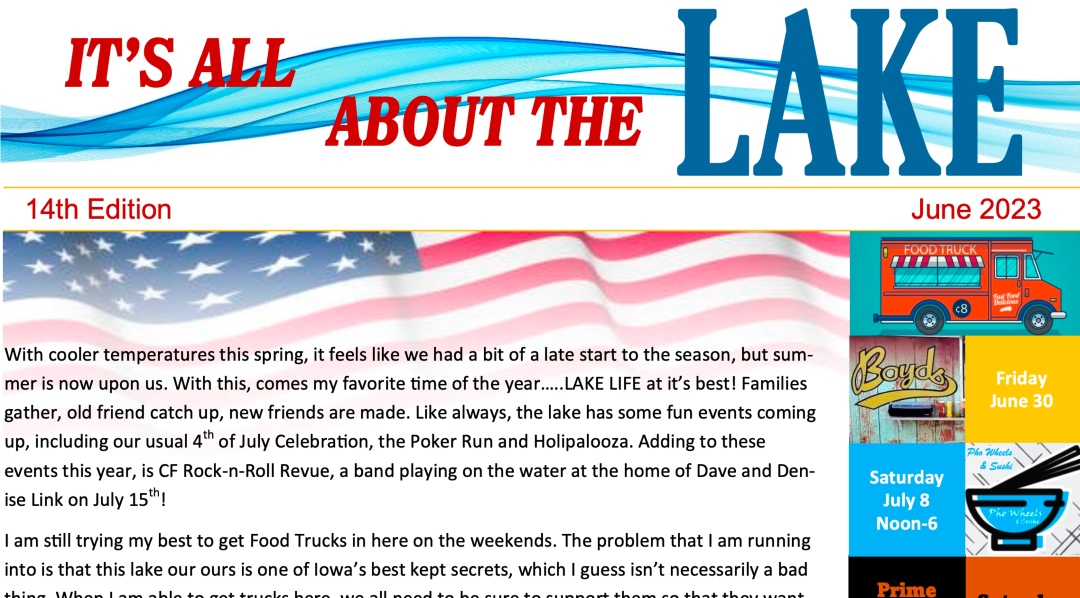 IT’S ALL
ABOUT THE
LAKE
14th Edition
June 2023
With cooler temperatures this spring, it feels like we had a bit of a late start to the season, but sum-
mer is now upon us. With this, comes my favorite time of the year.....LAKE LIFE at it’s best! Families
gather, old friend catch up, new friends are made. Like always, the lake has some fun events coming
up, including our usual 4th of July Celebration, the Poker Run and Holipalooza. Adding to these
events this year, is CF Rock-n-Roll Revue, a band playing on the water at the home of Dave and Den-
ise Link on July 15th!
I am still trying my best to get Food Trucks in here on the weekends. The problem that I am running
into is that this lake our ours is one of Iowa’s best kept secrets, which I guess isn’t necessarily a bad
thing. When I am able to get trucks here, we all need to be sure to support them so that they want
FOOD TRUCK
Fast Food
Delicious
c8
Boyds
Friday
June 30
Saturday
July 8
Noon-6
Pho Wheels
& Sushi
Pho Wheels
& Sushi
Prime